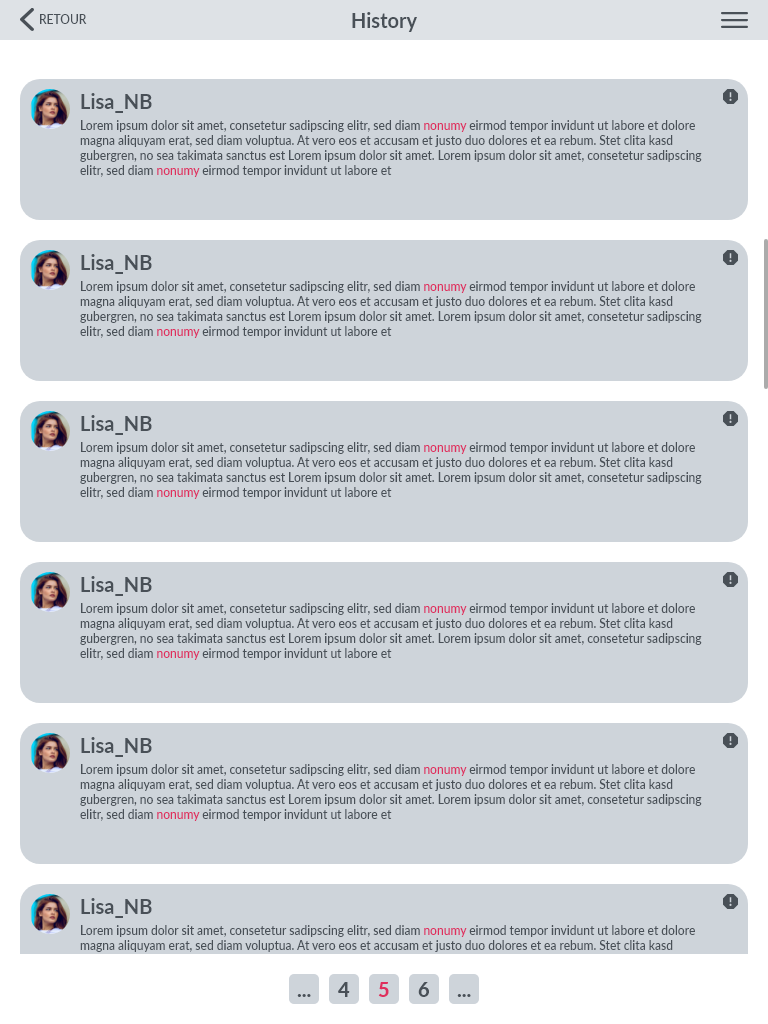 RETOUR
History
Lisa_NB
Lorem ipsum dolor sit amet, consetetur sadipscing elitr, sed diam nonumy eirmod tempor invidunt ut labore et dolore
magna aliquyam erat, sed diam voluptua. At vero eos et accusam et justo duo dolores et ea rebum. Stet clita kasd
gubergren, no sea takimata sanctus est Lorem ipsum dolor sit amet. Lorem ipsum dolor sit amet, consetetur sadipscing
elitr, sed diam nonumy eirmod tempor invidunt ut labore et
Lisa_NB
Lorem ipsum dolor sit amet, consetetur sadipscing elitr, sed diam nonumy eirmod tempor invidunt ut labore et dolore
magna aliquyam erat, sed diam voluptua. At vero eos et accusam et justo duo dolores et ea rebum. Stet clita kasd
gubergren, no sea takimata sanctus est Lorem ipsum dolor sit amet. Lorem ipsum dolor sit amet, consetetur sadipscing
elitr, sed diam nonumy eirmod tempor invidunt ut labore et
Lisa_NB
Lorem ipsum dolor sit amet, consetetur sadipscing elitr, sed diam nonumy eirmod tempor invidunt ut labore et dolore
magna aliquyam erat, sed diam voluptua. At vero eos et accusam et justo duo dolores et ea rebum. Stet clita kasd
gubergren, no sea takimata sanctus est Lorem ipsum dolor sit amet. Lorem ipsum dolor sit amet, consetetur sadipscing
elitr, sed diam nonumy eirmod tempor invidunt ut labore et
Lisa_NB
Lorem ipsum dolor sit amet, consetetur sadipscing elitr, sed diam nonumy eirmod tempor invidunt ut labore et dolore
magna aliquyam erat, sed diam voluptua. At vero eos et accusam et justo duo dolores et ea rebum. Stet clita kasd
gubergren, no sea takimata sanctus est Lorem ipsum dolor sit amet. Lorem ipsum dolor sit amet, consetetur sadipscing
elitr, sed diam nonumy eirmod tempor invidunt ut labore et
Lisa_NB
Lorem ipsum dolor sit amet, consetetur sadipscing elitr, sed diam nonumy eirmod tempor invidunt ut labore et dolore
magna aliquyam erat, sed diam voluptua. At vero eos et accusam et justo duo dolores et ea rebum. Stet clita kasd
gubergren, no sea takimata sanctus est Lorem ipsum dolor sit amet. Lorem ipsum dolor sit amet, consetetur sadipscing
elitr, sed diam nonumy eirmod tempor invidunt ut labore et
Lisa_NB
Lorem ipsum dolor sit amet, consetetur sadipscing elitr, sed diam nonumy eirmod tempor invidunt ut labore et dolore
magna aliquyam erat, sed diam voluptua. At vero eos et accusam et justo duo dolores et ea rebum. Stet clita kasd
... 4 5 6 ...